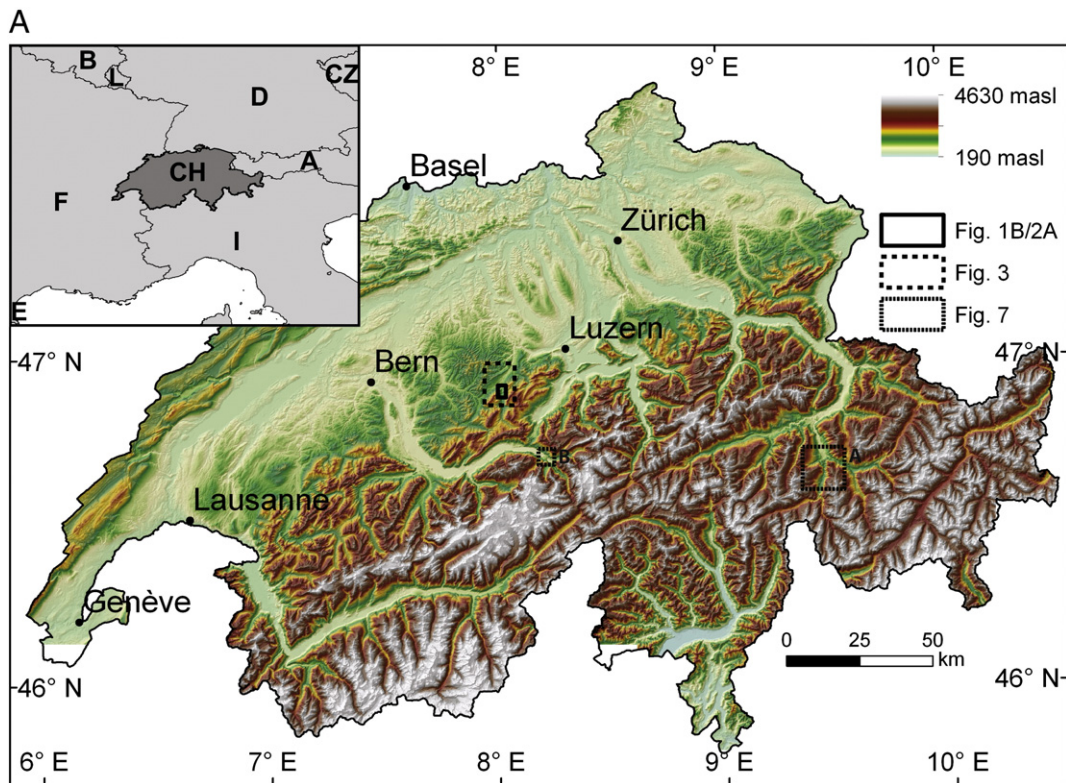 A
8° E
9° E
10° E
B
L
D
CZ
CH
A
F
I
E
4630 masl
190 masl
Fig. 1B/2A
Fig. 3
Fig. 7
Basel
Zürich
Luzern
Bern
47° N
47° N
B
A
Lausanne
Genève
0 25 50
km
46° N
46° N
6° E
7° E
8° E
9° E
10° E